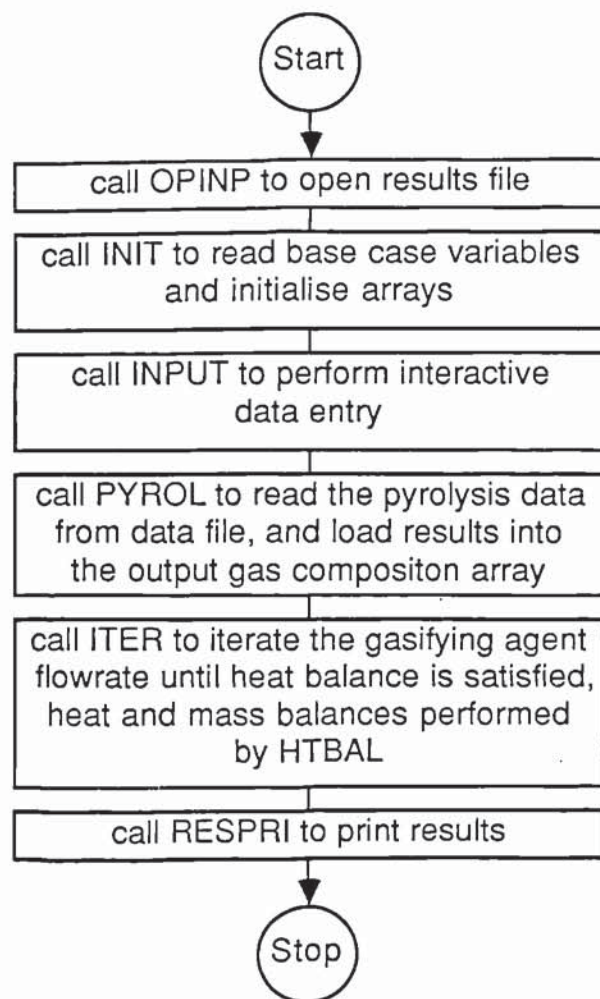 Start
call OPINP to open results file
call INIT to read base case variables
and initialise arrays
call INPUT to perform interactive
data entry
call PYROL to read the pyrolysis data
from data file, and load results into
the output gas compositon array
call ITER to iterate the gasifying agent
flowrate until heat balance is satisfied,
heat and mass balances performed
by HTBAL
call RESPRI to print results
Stop